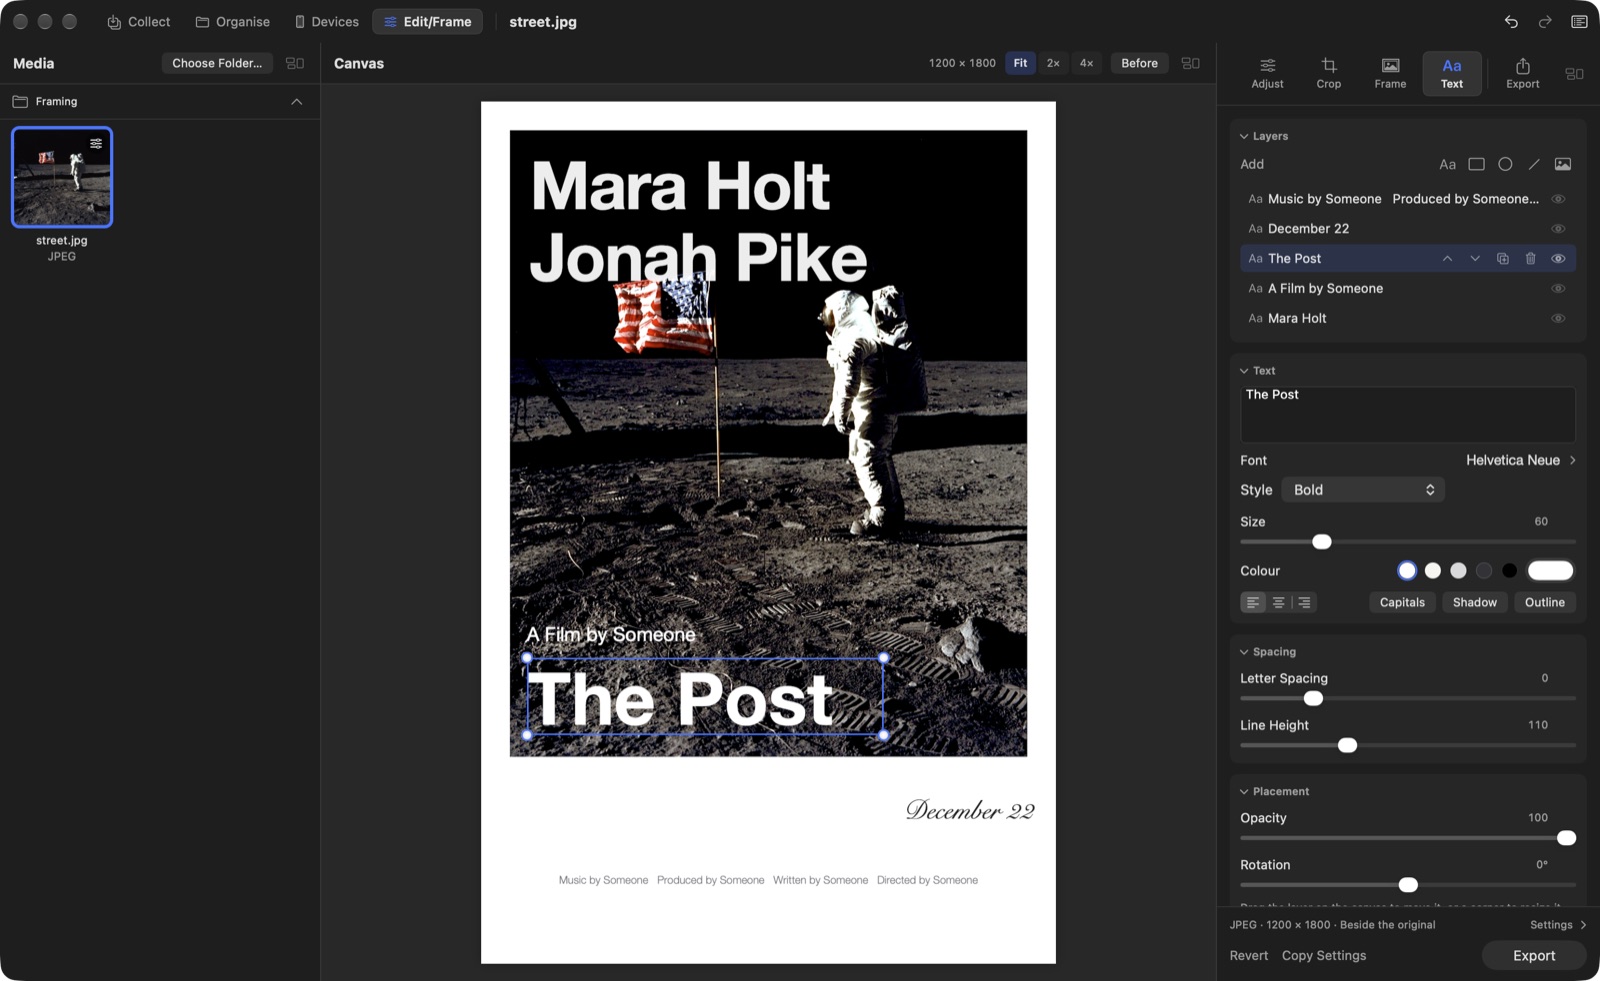 Collect
Organise
Devices
Edit/Frame
street.jpg
Media
Choose Folder...
Canvas
1200 × 1800
Fit
2×
4×
Before
Adjust
Crop
Frame
Aa
Text
Export
Framing
street.jpg
JPEG
Mara Holt
Jonah Pike
A Film by Someone
The Post
December 22
Music by Someone Produced by Someone Written by Someone Directed by Someone
Layers
Add
Aa
Aa Music by Someone Produced by Someone...
Aa December 22
Aa The Post
Aa A Film by Someone
Aa Mara Holt
Text
The Post
Font Helvetica Neue
Style Bold
Size 60
Colour
Capitals Shadow Outline
Spacing
Letter Spacing 0
Line Height 110
Placement
Opacity 100
Rotation 0°
JPEG · 1200 × 1800 · Beside the original Settings
Revert Copy Settings Export